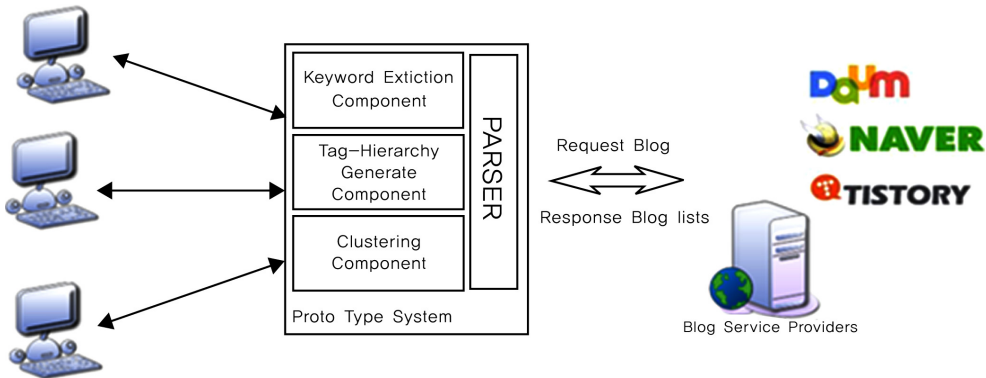 Keyword Extiction
Component
Tag-Hierarchy
Generate
Component
Clustering
Component
PARSER
Proto Type System
Request Blog
Response Blog lists
Daum
NAVER
TISTORY
Blog Service Providers